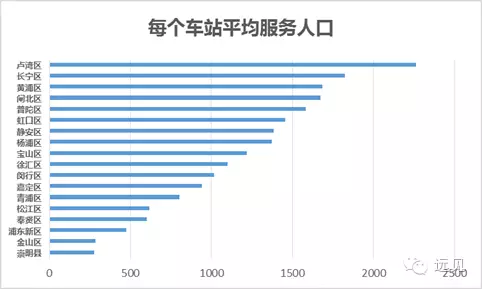 每个车站平均服务人口
卢湾区
长宁区
黄浦区
闸北区
普陀区
虹口区
静安区
杨浦区
宝山区
徐汇区
闵行区
嘉定区
青浦区
松江区
奉贤区
浦东新区
金山区
崇明县
0 500 1000 1500 2000 2500
远见